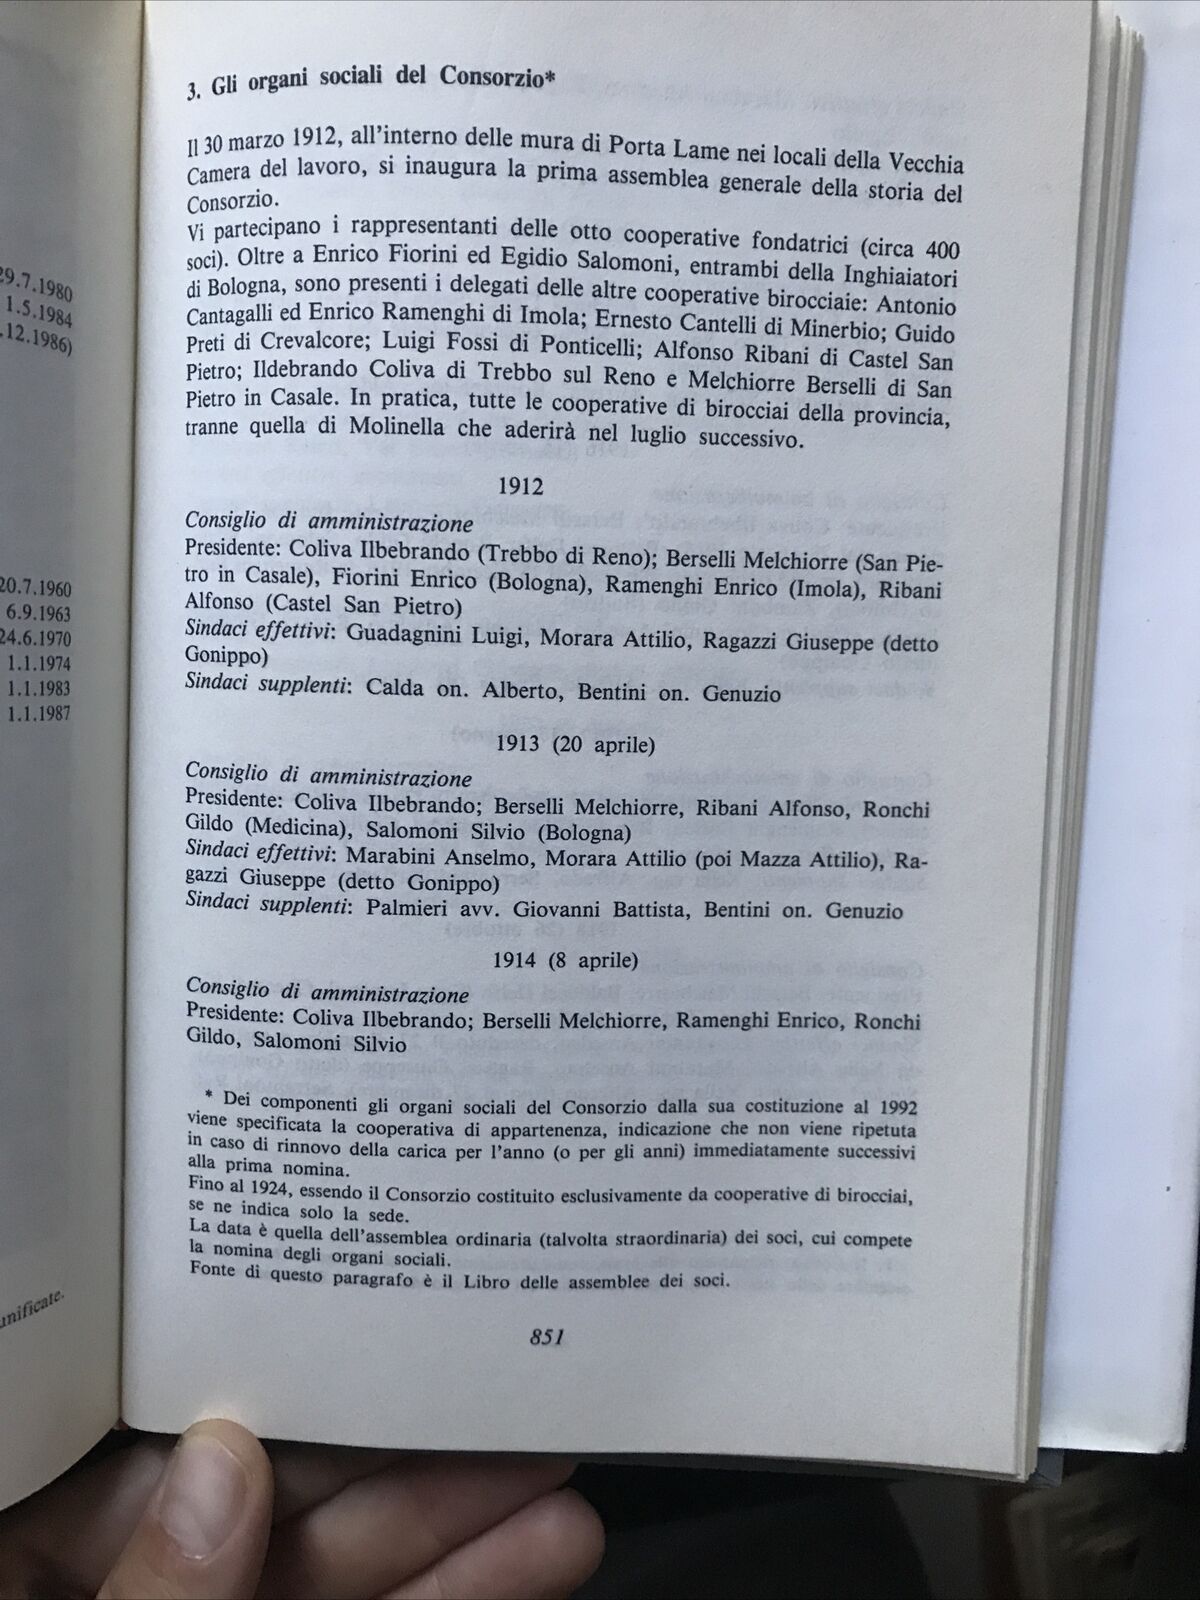 29.7.1980
1.5.1984
.12.1986)
20.7.1960
6.9.1963
24.6.1970
1.1.1974
1.1.1983
1.1.1987
unificate.
3. Gli organi sociali del Consorzio*
Il 30 marzo 1912, all'interno delle mura di Porta Lame nei locali della Vecchia
Camera del lavoro, si inaugura la prima assemblea generale della storia del
Consorzio.
Vi partecipano i rappresentanti delle otto cooperative fondatrici (circa 400
soci). Oltre a Enrico Fiorini ed Egidio Salomoni, entrambi della Inghiaiatori
di Bologna, sono presenti i delegati delle altre cooperative birocciaie: Antonio
Cantagalli ed Enrico Ramenghi di Imola; Ernesto Cantelli di Minerbio; Guido
Preti di Crevalcore; Luigi Fossi di Ponticelli; Alfonso Ribani di Castel San
Pietro; Ildebrando Coliva di Trebbo sul Reno e Melchiorre Berselli di San
Pietro in Casale. In pratica, tutte le cooperative di birocciai della provincia,
tranne quella di Molinella che aderirà nel luglio successivo.
1912
Consiglio di amministrazione
Presidente: Coliva Ilbebrando (Trebbo di Reno); Berselli Melchiorre (San Pie-
tro in Casale), Fiorini Enrico (Bologna), Ramenghi Enrico (Imola), Ribani
Alfonso (Castel San Pietro)
Sindaci effettivi: Guadagnini Luigi, Morara Attilio, Ragazzi Giuseppe (detto
Gonippo)
Sindaci supplenti: Calda on. Alberto, Bentini on. Genuzio
1913 (20 aprile)
Consiglio di amministrazione
Presidente: Coliva Ilbebrando; Berselli Melchiorre, Ribani Alfonso, Ronchi
Gildo (Medicina), Salomoni Silvio (Bologna)
Sindaci effettivi: Marabini Anselmo, Morara Attilio (poi Mazza Attilio), Ra-
gazzi Giuseppe (detto Gonippo)
Sindaci supplenti: Palmieri avv. Giovanni Battista, Bentini on. Genuzio
1914 (8 aprile)
Consiglio di amministrazione
Presidente: Coliva Ilbebrando; Berselli Melchiorre, Ramenghi Enrico, Ronchi
Gildo, Salomoni Silvio
* Dei componenti gli organi sociali del Consorzio dalla sua costituzione al 1992
viene specificata la cooperativa di appartenenza, indicazione che non viene ripetuta
in caso di rinnovo della carica per l'anno (o per gli anni) immediatamente successivi
alla prima nomina.
Fino al 1924, essendo il Consorzio costituito esclusivamente da cooperative di birocciai,
se ne indica solo la sede.
La data è quella dell'assemblea ordinaria (talvolta straordinaria) dei soci, cui compete
la nomina degli organi sociali.
Fonte di questo paragrafo è il Libro delle assemblee dei soci.
851